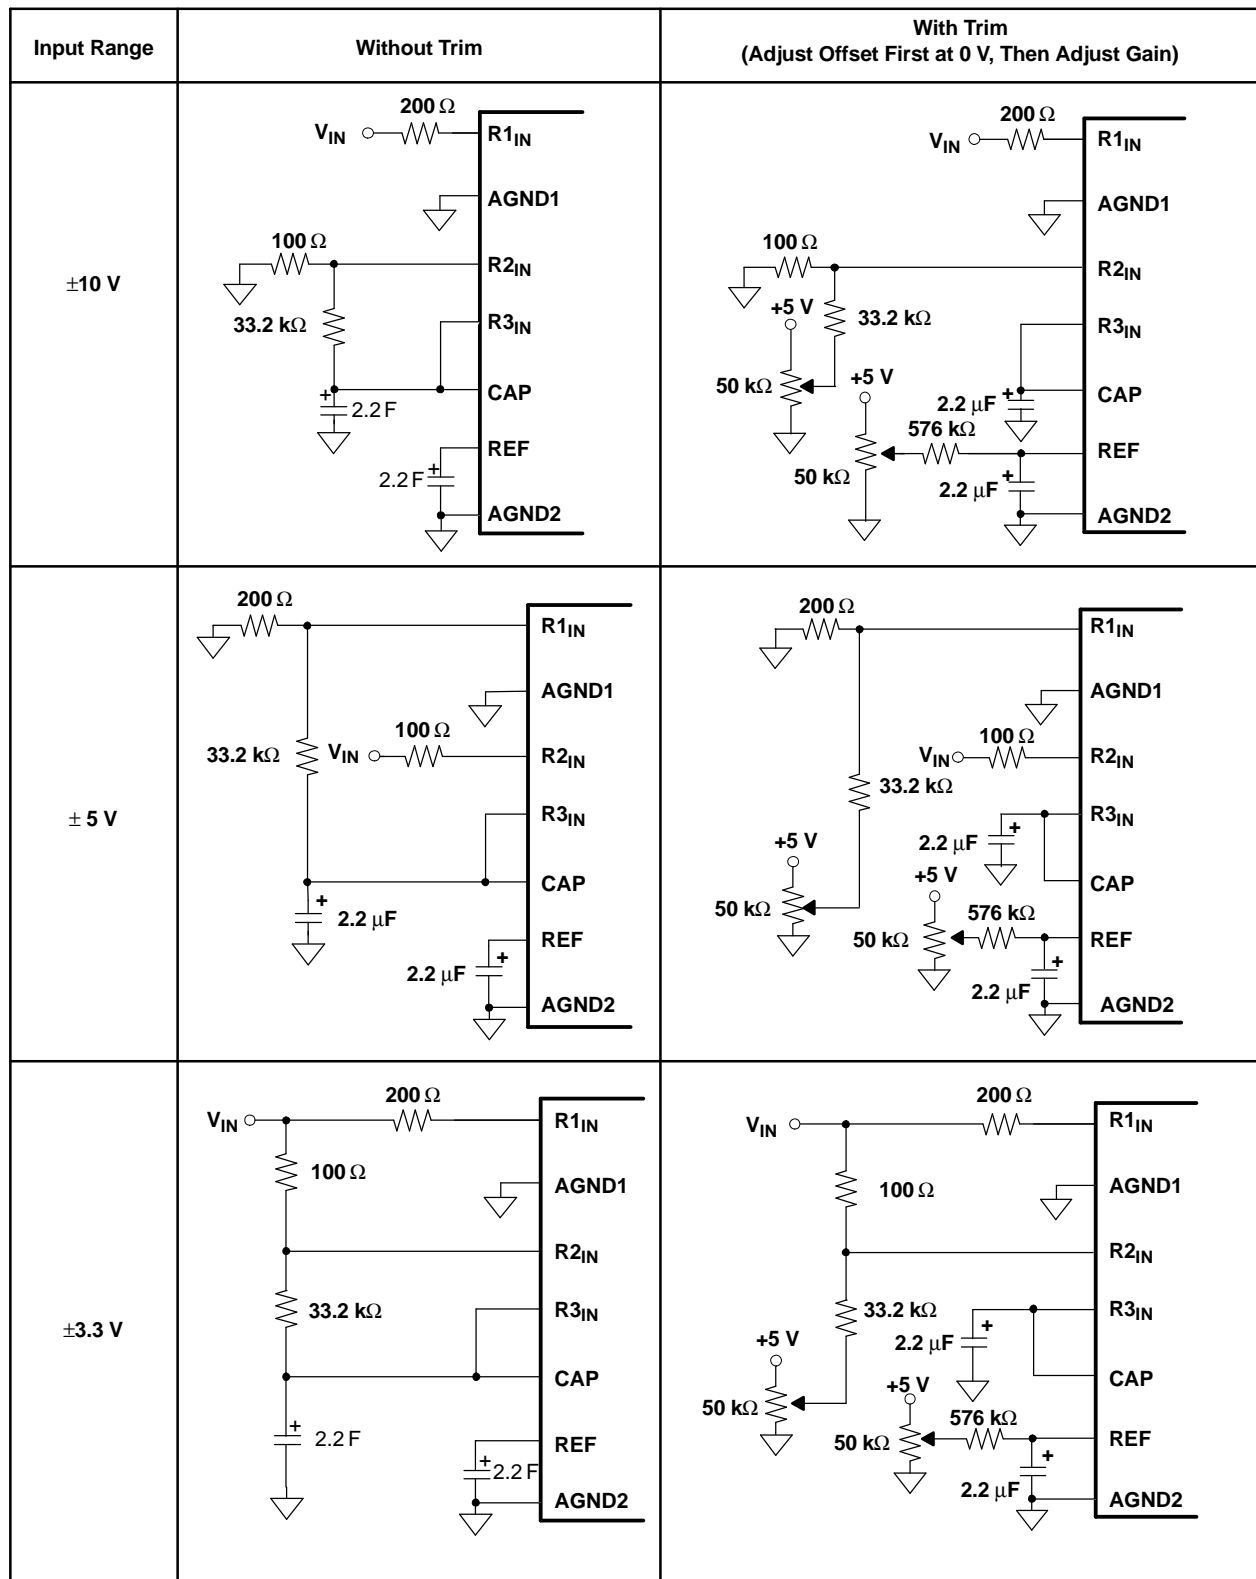 Input Range
Without Trim
With Trim
(Adjust Offset First at 0 V, Then Adjust Gain)
±10 V
200 Ω
VIN
R1IN
AGND1
100 Ω
R2IN
33.2 kΩ
R3IN
CAP
+
2.2 F
REF
+
2.2 F
AGND2
200 Ω
VIN
R1IN
AGND1
100 Ω
R2IN
+5 V
33.2 kΩ
R3IN
50 kΩ
+5 V
CAP
+
2.2 μF
576 kΩ
REF
50 kΩ
+
2.2 μF
AGND2
± 5 V
200 Ω
R1IN
AGND1
100 Ω
33.2 kΩ
VIN
R2IN
R3IN
CAP
+
2.2 μF
REF
+
2.2 μF
AGND2
200 Ω
R1IN
AGND1
100 Ω
VIN
R2IN
33.2 kΩ
R3IN
+
2.2 μF
+5 V
+5 V
CAP
50 kΩ
576 kΩ
50 kΩ
REF
+
2.2 μF
AGND2
±3.3 V
200 Ω
VIN
R1IN
100 Ω
AGND1
R2IN
33.2 kΩ
R3IN
CAP
+
2.2 F
REF
+
2.2 F
AGND2
200 Ω
VIN
R1IN
100 Ω
AGND1
R2IN
33.2 kΩ
R3IN
+
2.2 μF
+5 V
CAP
+5 V
50 kΩ
576 kΩ
50 kΩ
REF
+
2.2 μF
AGND2